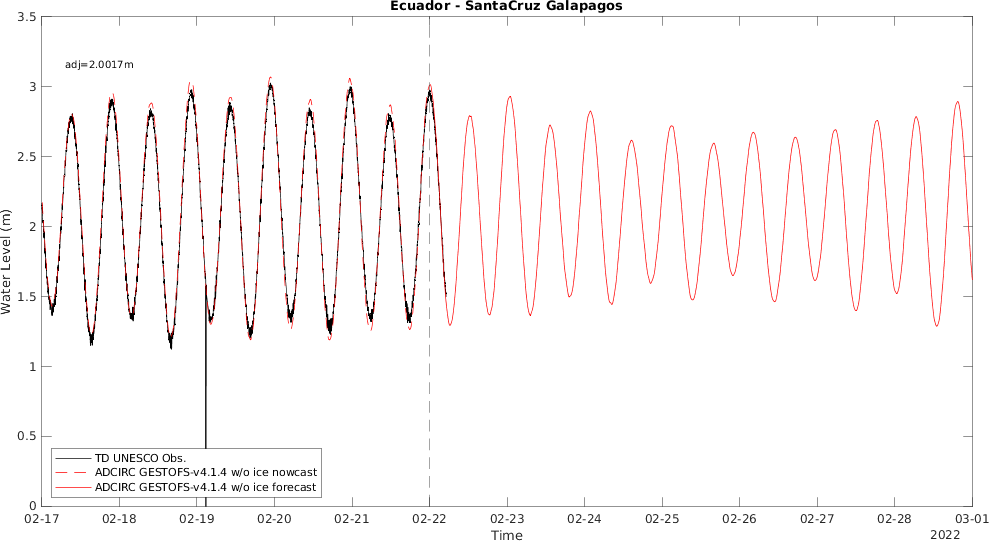 Ecuador - SantaCruz Galapagos
3.5
adj=2.0017m
3
2.5
2
Water Level (m)
1.5
1
0.5
TD UNESCO Obs.
ADCIRC GESTOFS-v4.1.4 w/o ice nowcast
ADCIRC GESTOFS-v4.1.4 w/o ice forecast
0
02-17 02-18 02-19 02-20 02-21 02-22 03-23 02-24 02-25 02-26 02-27 02-28 03-01
Time
2022